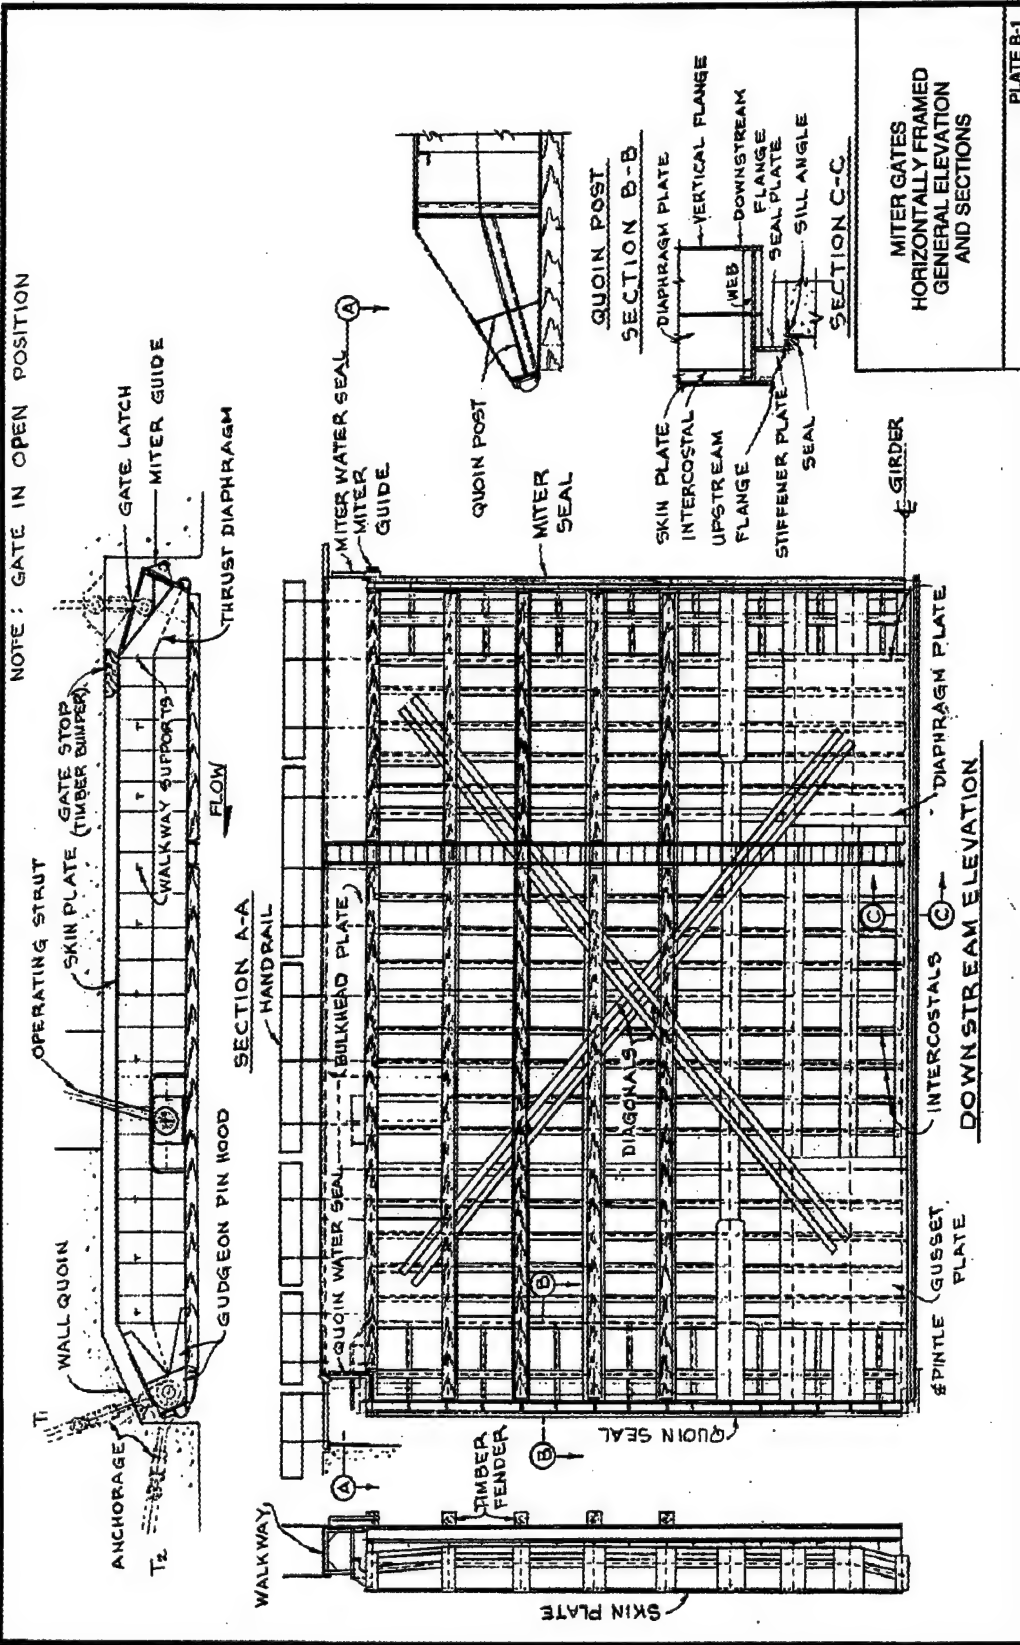 NOTE : GATE IN OPEN POSITION
OPERATING STRUT
SKIN PLATE
GATE STOP
(TIMBER BUMPER)
GATE LATCH
MITER GUIDE
WALL QUOIN
T1
ANCHORAGE
T2
WALKWAY SUPPORTS
THRUST DIAPHRAGM
GUDGEON PIN HOOD
FLOW
SECTION A-A
HANDRAIL
WALKWAY
QUOIN WATER SEAL
BULKHEAD PLATE
MITER WATER SEAL
MITER
GUIDE
A
A
TIMBER
FENDER
B
B
QUOIN SEAL
DIAGONALS
MITER
SEAL
SKIN PLATE
C
C
℄ GIRDER
℄ PINTLE
GUSSET
PLATE
INTERCOSTALS
DIAPHRAGM PLATE
DOWNSTREAM ELEVATION
QUOIN POST
QUOIN POST
SECTION B-B
SKIN PLATE
INTERCOSTAL
UPSTREAM
FLANGE
STIFFENER PLATE
SEAL
DIAPHRAGM PLATE
VERTICAL FLANGE
WEB
DOWNSTREAM
FLANGE
SEAL PLATE
SILL ANGLE
SECTION C-C
MITER GATES
HORIZONTALLY FRAMED
GENERAL ELEVATION
AND SECTIONS
PLATE B-1